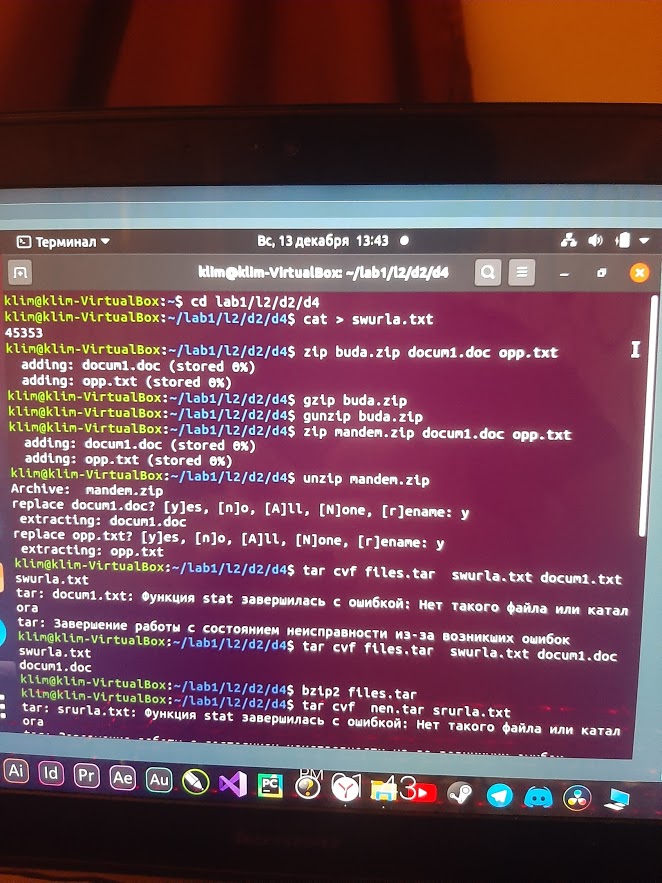 Терминал
Вс, 13 декабря 13:43
klim@klim-VirtualBox: ~/lab1/l2/d2/d4
klim@klim-VirtualBox:~$ cd lab1/l2/d2/d4
klim@klim-VirtualBox:~/lab1/l2/d2/d4$ cat > swurla.txt
45353
klim@klim-VirtualBox:~/lab1/l2/d2/d4$ zip buda.zip docum1.doc opp.txt
adding: docum1.doc (stored 0%)
adding: opp.txt (stored 0%)
klim@klim-VirtualBox:~/lab1/l2/d2/d4$ gzip buda.zip
klim@klim-VirtualBox:~/lab1/l2/d2/d4$ gunzip buda.zip
klim@klim-VirtualBox:~/lab1/l2/d2/d4$ zip mandem.zip docum1.doc opp.txt
adding: docum1.doc (stored 0%)
adding: opp.txt (stored 0%)
klim@klim-VirtualBox:~/lab1/l2/d2/d4$ unzip mandem.zip
Archive:  mandem.zip
replace docum1.doc? [y]es, [n]o, [A]ll, [N]one, [r]ename: y
extracting: docum1.doc
replace opp.txt? [y]es, [n]o, [A]ll, [N]one, [r]ename: y
extracting: opp.txt
klim@klim-VirtualBox:~/lab1/l2/d2/d4$ tar cvf files.tar  swurla.txt docum1.txt
swurla.txt
tar: docum1.txt: Функция stat завершилась с ошибкой: Нет такого файла или катал
ога
tar: Завершение работы с состоянием неисправности из-за возникших ошибок
klim@klim-VirtualBox:~/lab1/l2/d2/d4$ tar cvf files.tar  swurla.txt docum1.doc
swurla.txt
docum1.doc
klim@klim-VirtualBox:~/lab1/l2/d2/d4$ bzip2 files.tar
klim@klim-VirtualBox:~/lab1/l2/d2/d4$ tar cvf  nen.tar srurla.txt
tar: srurla.txt: Функция stat завершилась с ошибкой: Нет такого файла или катал
ога
Ai Id Pr Ae Au PC PM